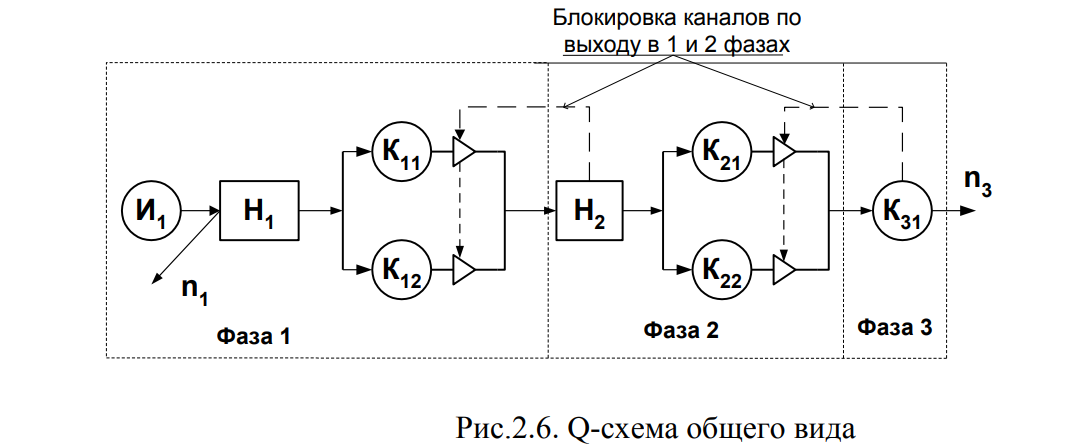 Блокировка каналов по
выходу в 1 и 2 фазах
К11
К21
И1
Н1
Н2
К31
n3
n1
К12
К22
Фаза 1
Фаза 2
Фаза 3
Рис.2.6. Q-схема общего вида